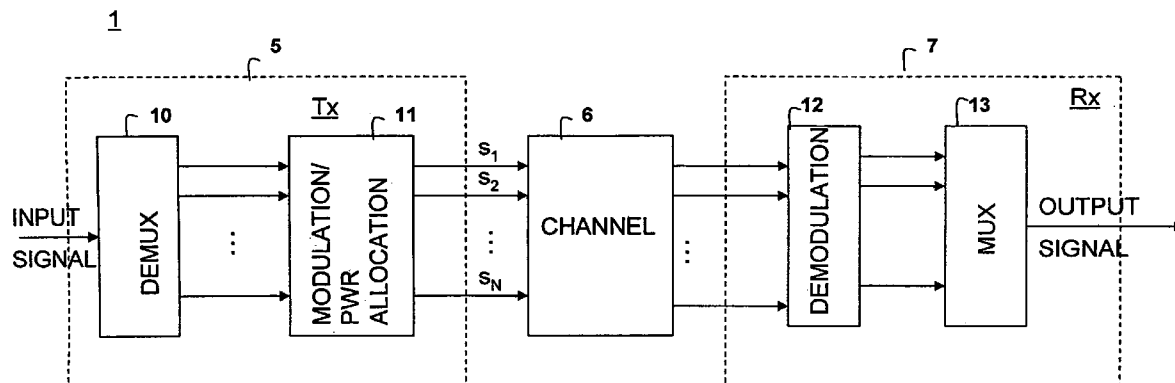 1
5
7
10
Tx
11
6
12
Rx
13
INPUT
SIGNAL
DEMUX
...
MODULATION/
PWR
ALLOCATION
S1
S2
...
SN
CHANNEL
...
DEMODULATION
MUX
OUTPUT
SIGNAL